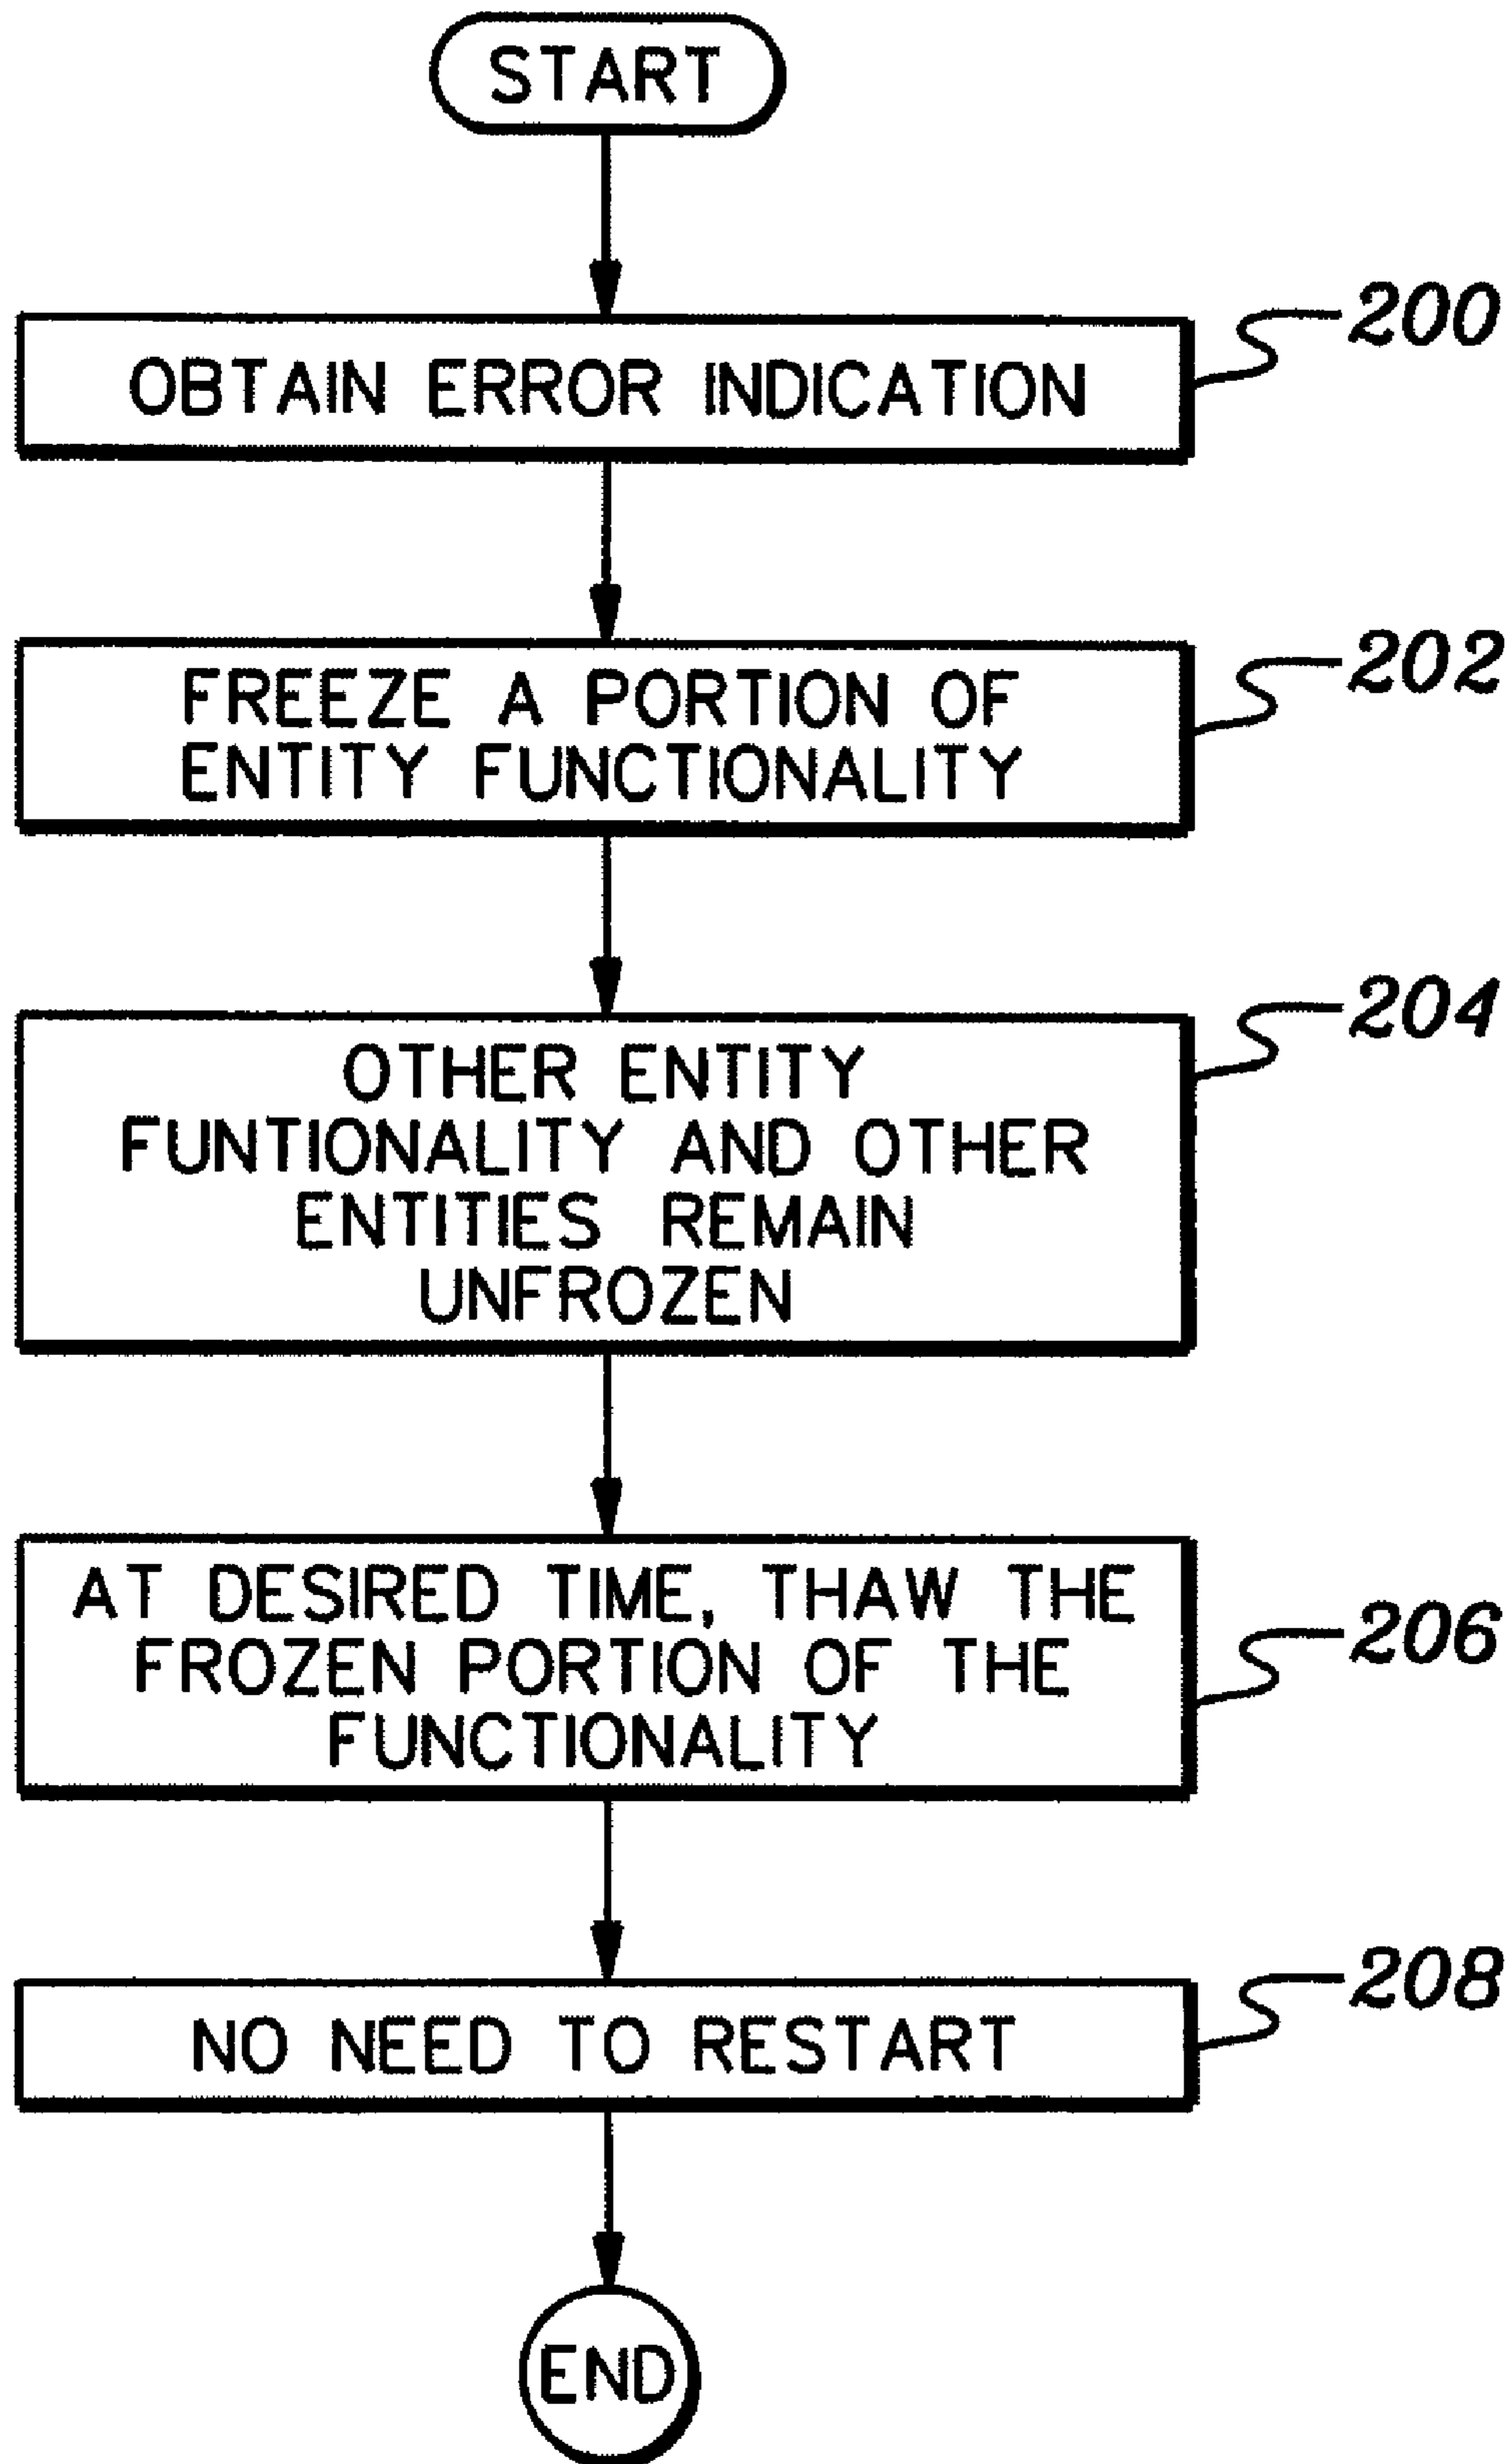 START
200
OBTAIN ERROR INDICATION
202
FREEZE A PORTION OF
ENTITY FUNCTIONALITY
204
OTHER ENTITY
FUNTIONALITY AND OTHER
ENTITIES REMAIN
UNFROZEN
AT DESIRED TIME, THAW THE
206
FROZEN PORTION OF THE
FUNCTIONALITY
208
NO NEED TO RESTART
END